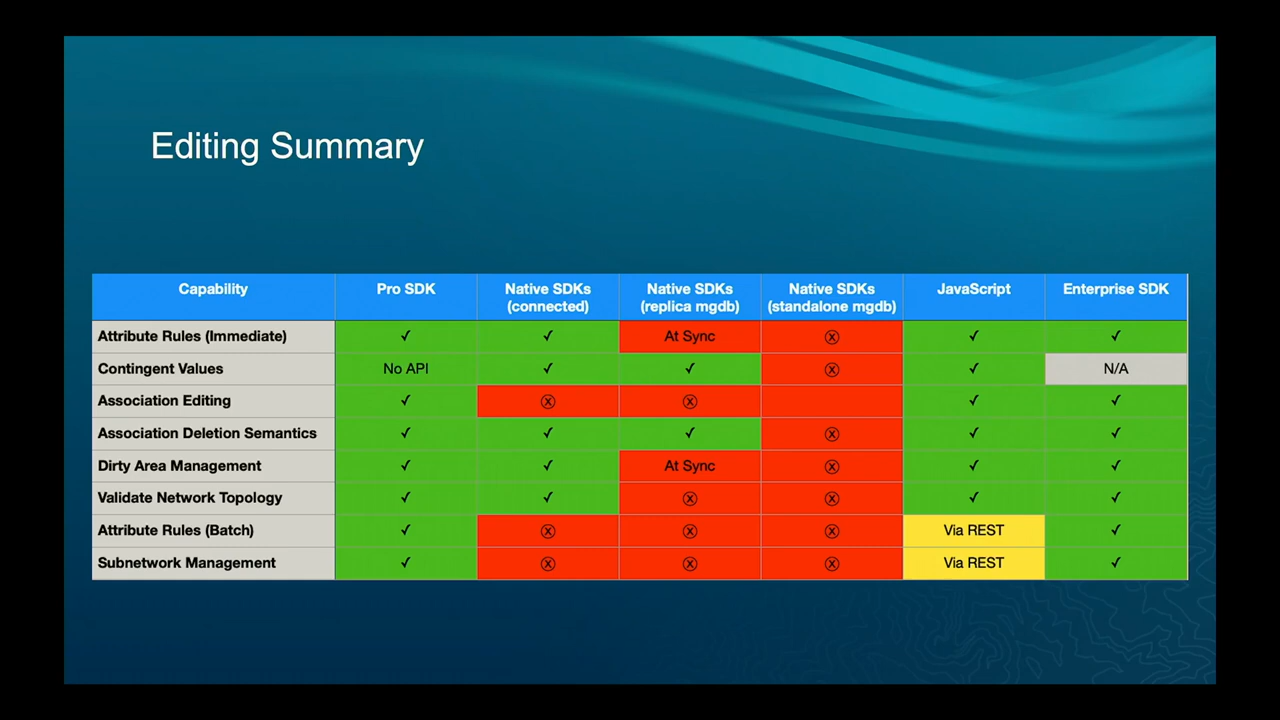 Editing Summary
Capability Pro SDK Native SDKs (connected) Native SDKs (replica mgdb) Native SDKs (standalone mgdb) JavaScript Enterprise SDK
Attribute Rules (Immediate) ✓ ✓ At Sync ⓧ ✓ ✓
Contingent Values No API ✓ ✓ ⓧ ✓ N/A
Association Editing ✓ ⓧ ⓧ ✓ ✓
Association Deletion Semantics ✓ ✓ ✓ ⓧ ✓ ✓
Dirty Area Management ✓ ✓ At Sync ⓧ ✓ ✓
Validate Network Topology ✓ ✓ ⓧ ⓧ ✓ ✓
Attribute Rules (Batch) ✓ ⓧ ⓧ ⓧ Via REST ✓
Subnetwork Management ✓ ⓧ ⓧ ⓧ Via REST ✓